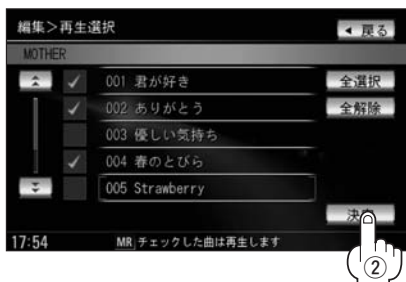 編集>再生選択
◀ 戻る
MOTHER
001 君が好き
全選択
002 ありがとう
全解除
003 優しい気持ち
004 春のとびら
005 Strawberry
決定
17:54 MR チェックした曲は再生します
②